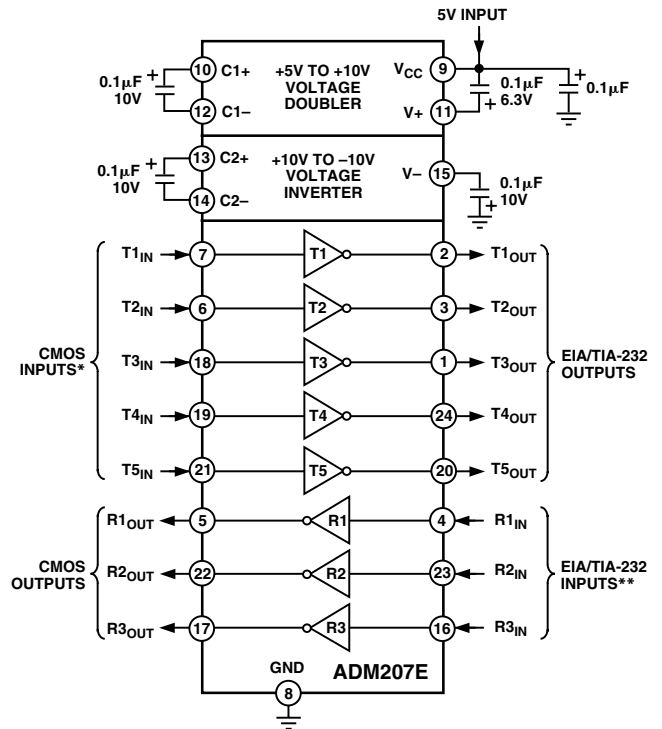 5V INPUT
0.1µF
10V
+
10
C1+
12
C1–
+5V TO +10V
VOLTAGE
DOUBLER
VCC
9
V+
11
+
0.1µF
6.3V
+
0.1µF
0.1µF
10V
+
13
C2+
14
C2–
+10V TO –10V
VOLTAGE
INVERTER
V–
15
+
0.1µF
10V
CMOS
INPUTS*
T1IN
7
T1
2
T1OUT
T2IN
6
T2
3
T2OUT
T3IN
18
T3
1
T3OUT
T4IN
19
T4
24
T4OUT
T5IN
21
T5
20
T5OUT
EIA/TIA-232
OUTPUTS
CMOS
OUTPUTS
R1OUT
5
R1
4
R1IN
R2OUT
22
R2
23
R2IN
R3OUT
17
R3
16
R3IN
EIA/TIA-232
INPUTS**
GND
8
ADM207E